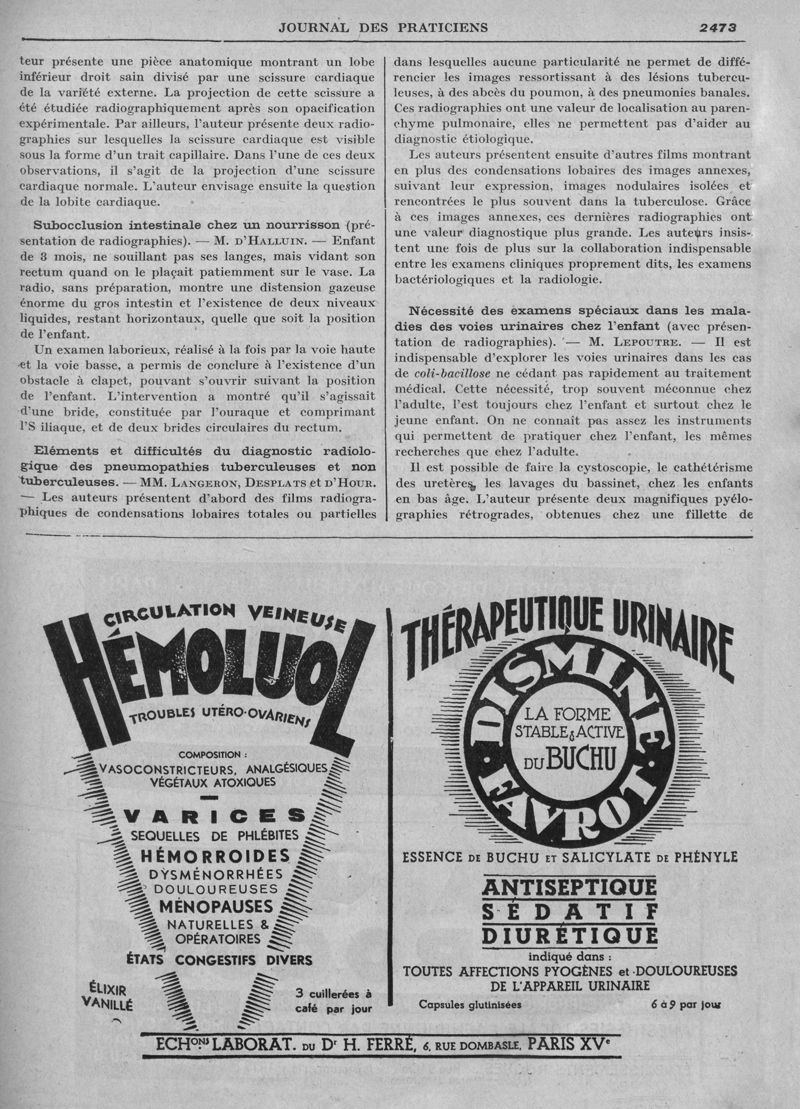 JOURNAL DES PRATICIENS
2473
teur présente une pièce anatomique montrant un lobe
inférieur droit sain divisé par une scissure cardiaque
de la variété externe. La projection de cette scissure a
été étudiée radiographiquement après son opacification
expérimentale. Par ailleurs, l'auteur présente deux radio-
graphies sur lesquelles la scissure cardiaque est visible
sous la forme d'un trait capillaire. Dans l'une de ces deux
observations, il s'agit de la projection d'une scissure
cardiaque normale. L'auteur envisage ensuite la question
de la lobite cardiaque.
Subocclusion intestinale chez un nourrisson (pré-
sentation de radiographies). — M. D'HALLUIN. — Enfant
de 3 mois, ne souillant pas ses langes, mais vidant son
rectum quand on le plaçait patiemment sur le vase. La
radio, sans préparation, montre une distension gazeuse
énorme du gros intestin et l'existence de deux niveaux
liquides, restant horizontaux, quelle que soit la position
de l'enfant.
Un examen laborieux, réalisé à la fois par la voie haute
et la voie basse, a permis de conclure à l'existence d'un
obstacle à clapet, pouvant s'ouvrir suivant la position
de l'enfant. L'intervention a montré qu'il s'agissait
d'une bride, constituée par l'ouraque et comprimant
l'S iliaque, et de deux brides circulaires du rectum.
Eléments et difficultés du diagnostic radiolo-
gique des pneumopathies tuberculeuses et non
tuberculeuses. — MM. LANGERON, DESPLATS et D'HOUR.
— Les auteurs présentent d'abord des films radiogra-
phiques de condensations lobaires totales ou partielles
dans lesquelles aucune particularité ne permet de diffé-
rencier les images ressortissant à des lésions tubercu-
leuses, à des abcès du poumon, à des pneumonies banales.
Ces radiographies ont une valeur de localisation au paren-
chyme pulmonaire, elles ne permettent pas d'aider au
diagnostic étiologique.
Les auteurs présentent ensuite d'autres films montrant
en plus des condensations lobaires des images annexes,
suivant leur expression, images nodulaires isolées et
rencontrées le plus souvent dans la tuberculose. Grâce
à ces images annexes, ces dernières radiographies ont
une valeur diagnostique plus grande. Les auteurs insis-
tent une fois de plus sur la collaboration indispensable
entre les examens cliniques proprement dits, les examens
bactériologiques et la radiologie.
Nécessité des examens spéciaux dans les mala-
dies des voies urinaires chez l'enfant (avec présen-
tation de radiographies). — M. LEPOUTRE. — Il est
indispensable d'explorer les voies urinaires dans les cas
de coli-bacillose ne cédant pas rapidement au traitement
médical. Cette nécessité, trop souvent méconnue chez
l'adulte, l'est toujours chez l'enfant et surtout chez le
jeune enfant. On ne connaît pas assez les instruments
qui permettent de pratiquer chez l'enfant, les mêmes
recherches que chez l'adulte.
Il est possible de faire la cystoscopie, le cathétérisme
des uretères, les lavages du bassinet, chez les enfants
en bas âge. L'auteur présente deux magnifiques pyélo-
graphies rétrogrades, obtenues chez une fillette de
CIRCULATION VEINEUSE
HÉMOLUOL
TROUBLES UTÉRO-OVARIENS
COMPOSITION :
VASOCONSTRICTEURS, ANALGÉSIQUES
VÉGÉTAUX ATOXIQUES
VARICES
SEQUELLES DE PHLÉBITES
HÉMORROIDES
DYSMÉNORRHÉES
DOULOUREUSES
MÉNOPAUSES
NATURELLES &
OPÉRATOIRES
ÉTATS CONGESTIFS DIVERS
ÉLIXIR
VANILLÉ
3 cuillerées à
café par jour
THÉRAPEUTIQUE URINAIRE
DISMINE
LA FORME
STABLE & ACTIVE
DU BUCHU
FAVROT
ESSENCE DE BUCHU ET SALICYLATE DE PHÉNYLE
ANTISEPTIQUE
SÉDATIF
DIURÉTIQUE
indiqué dans :
TOUTES AFFECTIONS PYOGÈNES et DOULOUREUSES
DE L'APPAREIL URINAIRE
Capsules glutinisées
6 à 9 par jour
ECHONS LABORAT. DU Dr H. FERRÉ, 6, RUE DOMBASLE, PARIS XVe